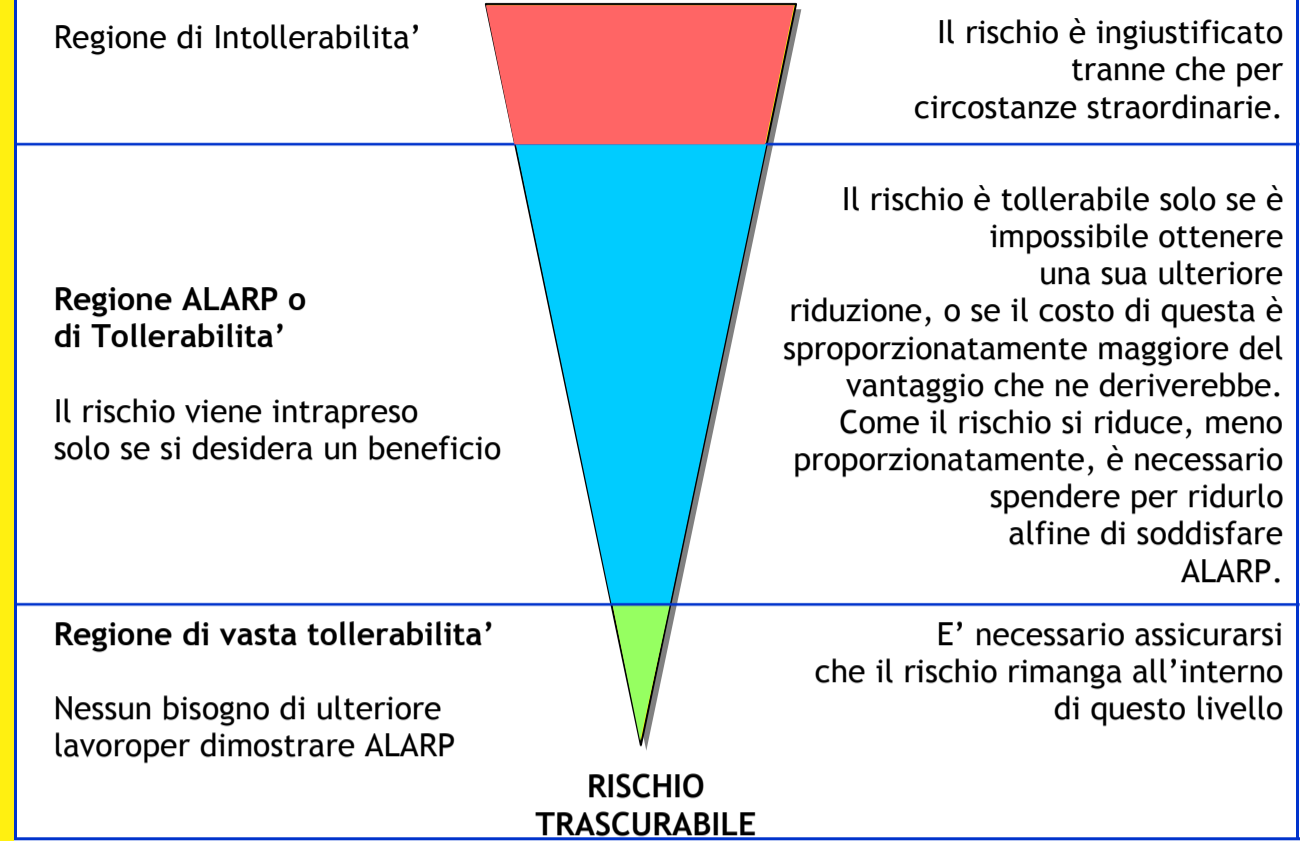 Regione di Intollerabilita’
Il rischio è ingiustificato
tranne che per
circostanze straordinarie.
Regione ALARP o
di Tollerabilita’
Il rischio viene intrapreso
solo se si desidera un beneficio
Il rischio è tollerabile solo se è
impossibile ottenere
una sua ulteriore
riduzione, o se il costo di questa è
sproporzionatamente maggiore del
vantaggio che ne deriverebbe.
Come il rischio si riduce, meno
proporzionatamente, è necessario
spendere per ridurlo
alfine di soddisfare
ALARP.
Regione di vasta tollerabilita’
Nessun bisogno di ulteriore
lavoroper dimostrare ALARP
E’ necessario assicurarsi
che il rischio rimanga all’interno
di questo livello
RISCHIO
TRASCURABILE